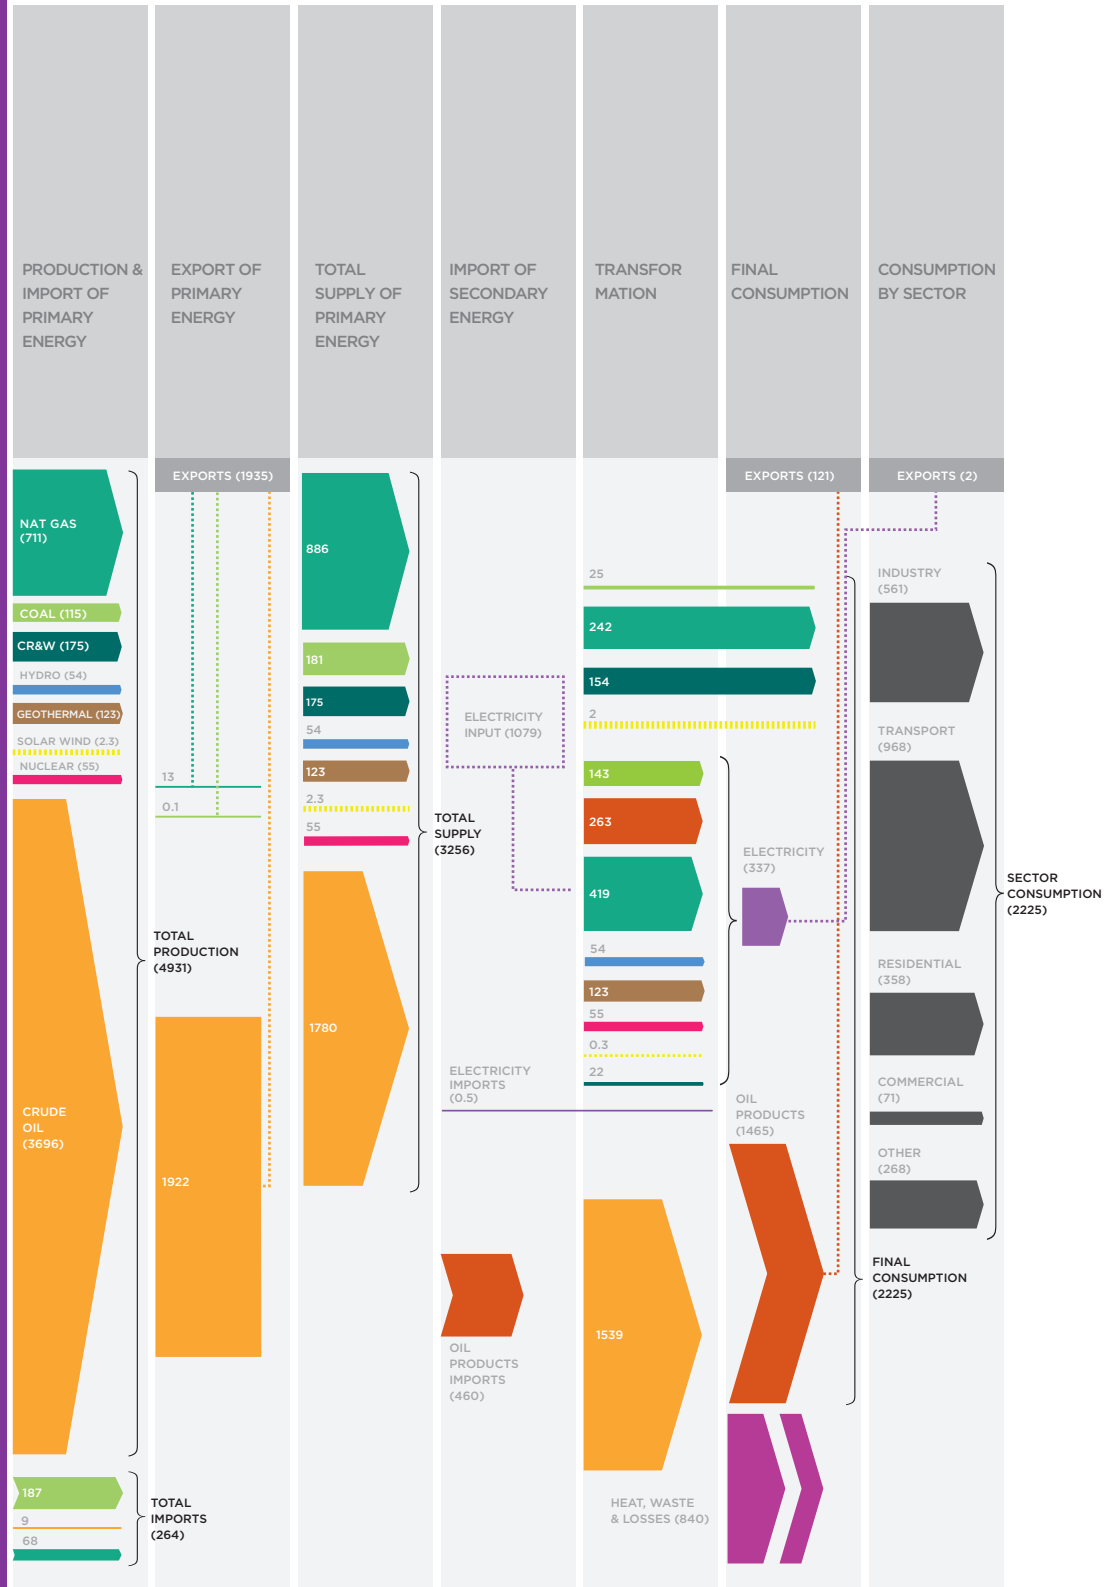 PRODUCTION &
IMPORT OF
PRIMARY
ENERGY
EXPORT OF
PRIMARY
ENERGY
TOTAL
SUPPLY OF
PRIMARY
ENERGY
IMPORT OF
SECONDARY
ENERGY
TRANSFOR
MATION
FINAL
CONSUMPTION
CONSUMPTION
BY SECTOR
NAT GAS
(711)
COAL (115)
CR&W (175)
HYDRO (54)
GEOTHERMAL (123)
SOLAR WIND (2.3)
NUCLEAR (55)
CRUDE
OIL
(3696)
TOTAL
PRODUCTION
(4931)
187
9
68
TOTAL
IMPORTS
(264)
EXPORTS (1935)
13
0.1
1922
886
181
175
54
123
2.3
55
1780
TOTAL
SUPPLY
(3256)
ELECTRICITY
INPUT (1079)
ELECTRICITY
IMPORTS
(0.5)
OIL
PRODUCTS
IMPORTS
(460)
25
242
154
2
143
263
419
54
123
55
0.3
22
1539
HEAT, WASTE
& LOSSES (840)
EXPORTS (121)
ELECTRICITY
(337)
OIL
PRODUCTS
(1465)
FINAL
CONSUMPTION
(2225)
EXPORTS (2)
INDUSTRY
(561)
TRANSPORT
(968)
RESIDENTIAL
(358)
COMMERCIAL
(71)
OTHER
(268)
SECTOR
CONSUMPTION
(2225)